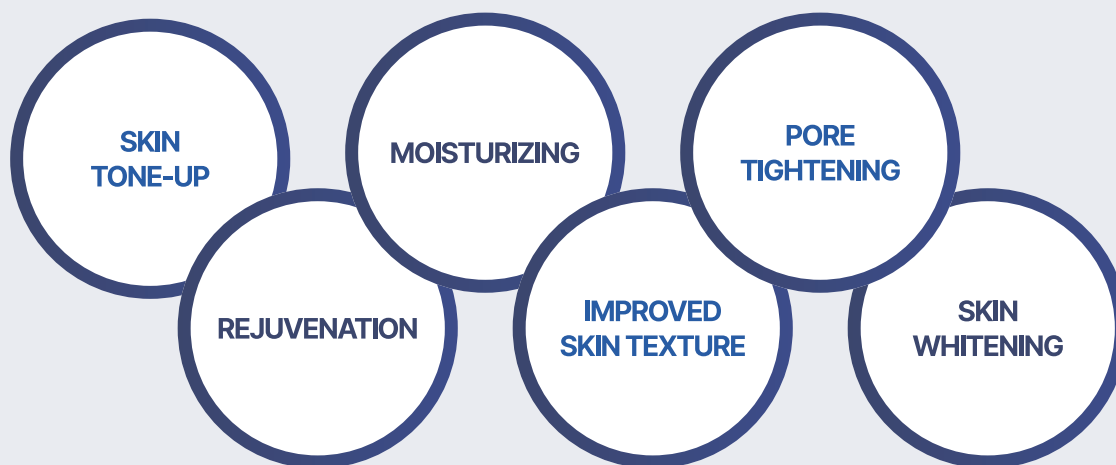 SKIN
TONE-UP
MOISTURIZING
PORE
TIGHTENING
REJUVENATION
IMPROVED
SKIN TEXTURE
SKIN
WHITENING